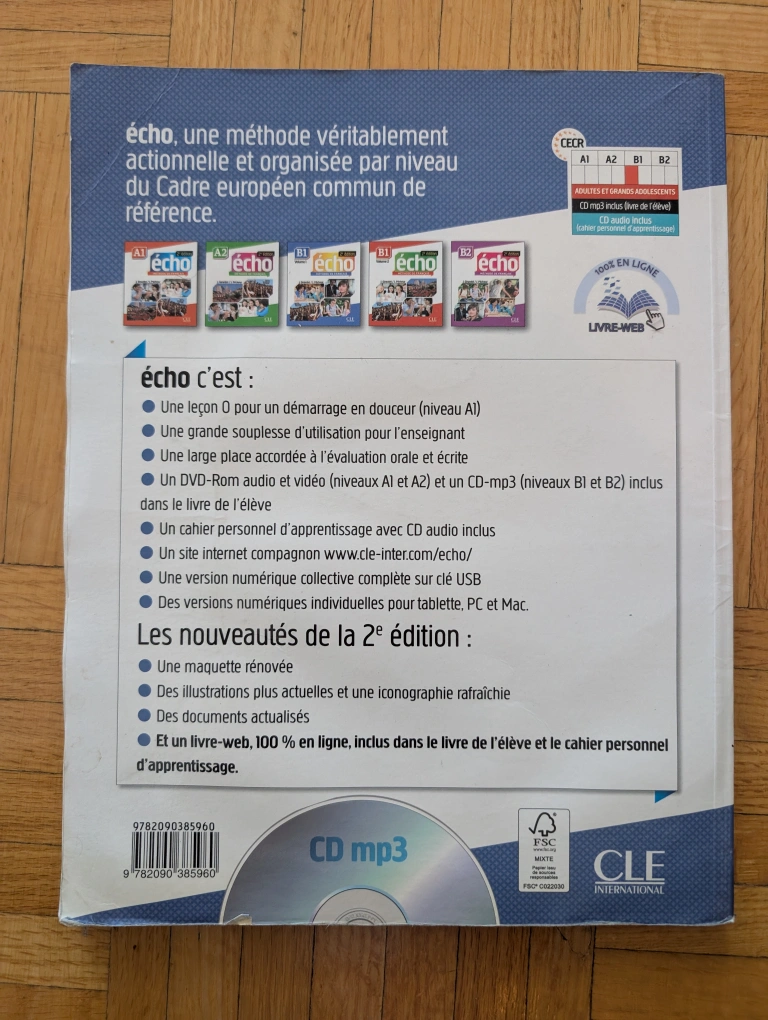 écho, une méthode véritablement
actionnelle et organisée par niveau
du Cadre européen commun de
référence.
CECR
A1 A2 B1 B2
ADULTES ET GRANDS ADOLESCENTS
CD mp3 inclus (livre de l'élève)
CD audio inclus
(cahier personnel d'apprentissage)
A1 écho
A2 écho
B1 écho
B1 écho
B2 écho
100% EN LIGNE
LIVRE-WEB
écho c'est :
● Une leçon 0 pour un démarrage en douceur (niveau A1)
● Une grande souplesse d'utilisation pour l'enseignant
● Une large place accordée à l'évaluation orale et écrite
● Un DVD-Rom audio et vidéo (niveaux A1 et A2) et un CD-mp3 (niveaux B1 et B2) inclus
dans le livre de l'élève
● Un cahier personnel d'apprentissage avec CD audio inclus
● Un site internet compagnon www.cle-inter.com/echo/
● Une version numérique collective complète sur clé USB
● Des versions numériques individuelles pour tablette, PC et Mac.
Les nouveautés de la 2e édition :
● Une maquette rénovée
● Des illustrations plus actuelles et une iconographie rafraîchie
● Des documents actualisés
● Et un livre-web, 100 % en ligne, inclus dans le livre de l'élève et le cahier personnel
d'apprentissage.
9782090385960
9 782090 385960
CD mp3
FSC
www.fsc.org
MIXTE
Papier issu
de sources
responsables
FSC® C022030
CLE
INTERNATIONAL